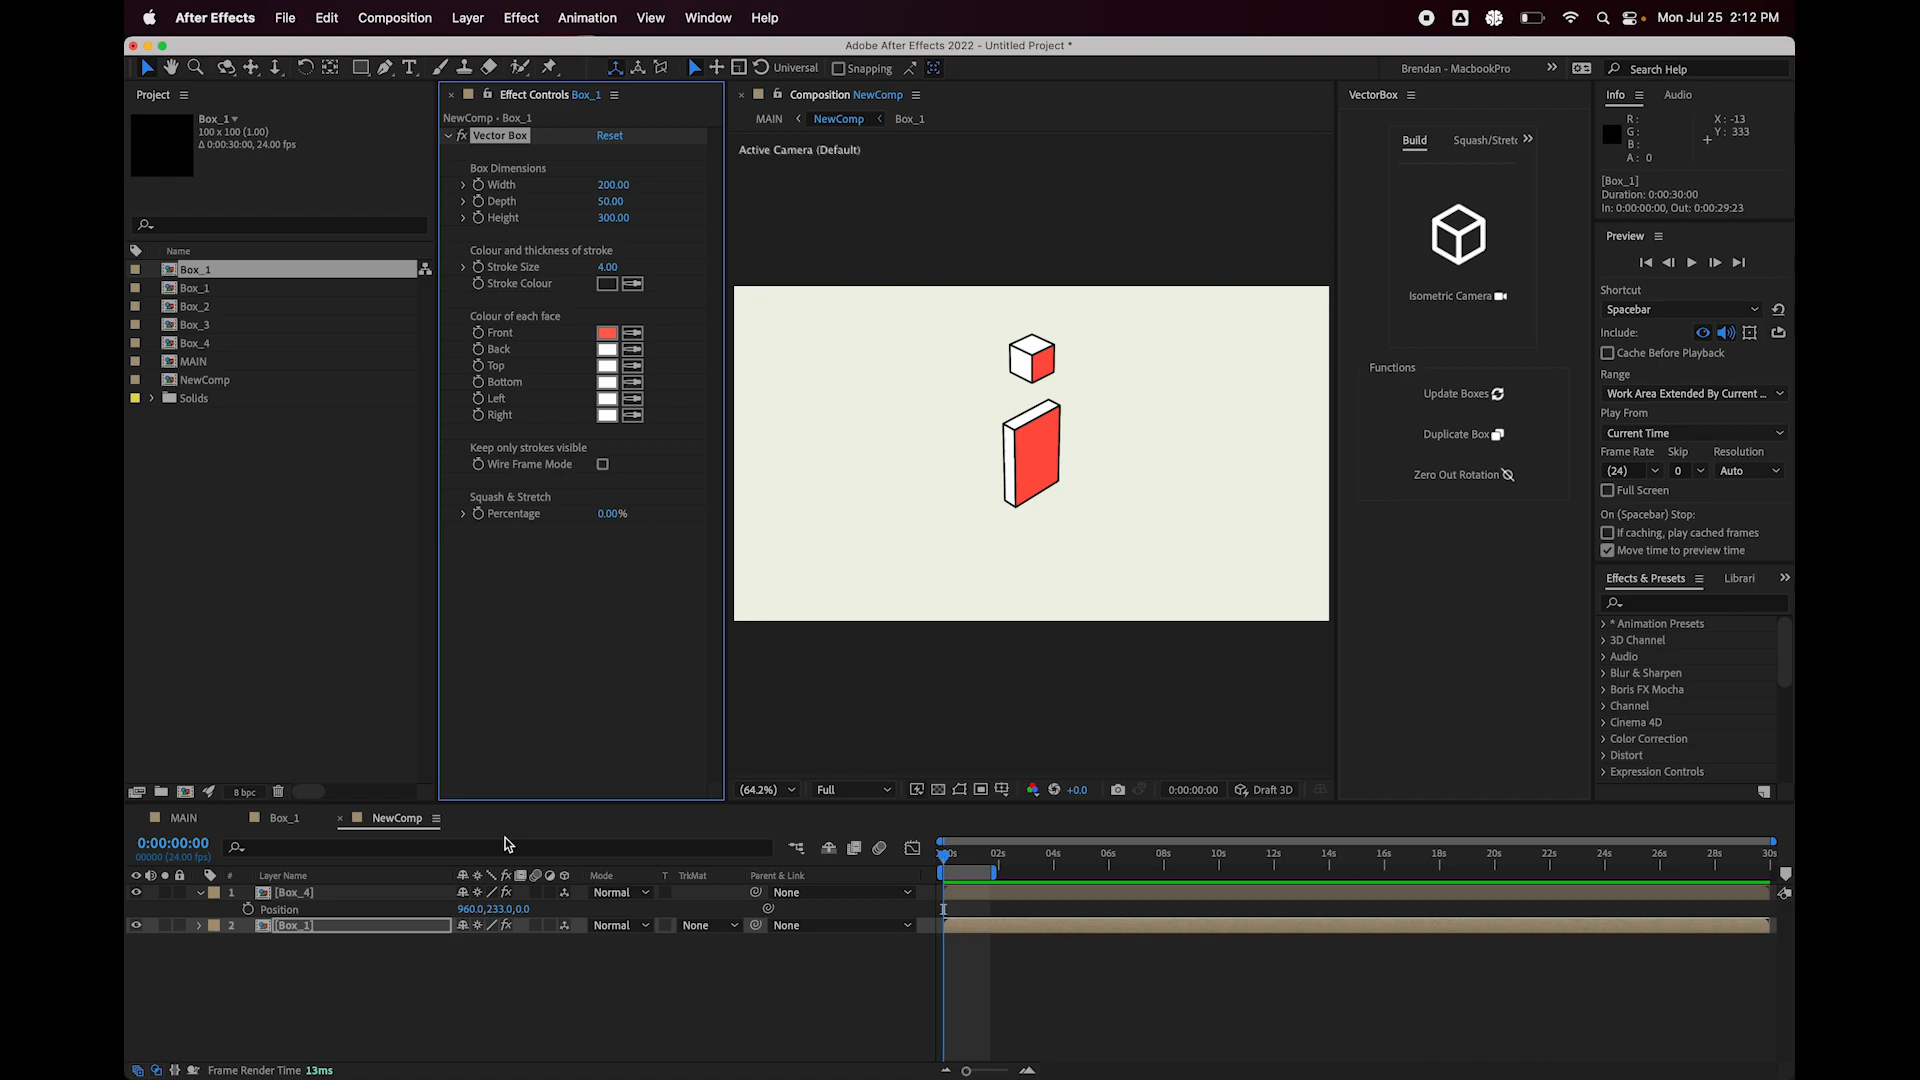 After Effects File Edit Composition Layer Effect Animation View Window Help Mon Jul 25 2:12 PM
Adobe After Effects 2022 - Untitled Project *
Universal Snapping Brendan - MacbookPro Search Help
Project
Box_1
100 x 100 (1.00)
Δ 0:00:30:00, 24.00 fps
Name
Box_1
Box_1
Box_2
Box_3
Box_4
MAIN
NewComp
Solids
8 bpc
Effect Controls Box_1
NewComp • Box_1
fx Vector Box Reset
Box Dimensions
Width 200.00
Depth 50.00
Height 300.00
Colour and thickness of stroke
Stroke Size 4.00
Stroke Colour
Colour of each face
Front
Back
Top
Bottom
Left
Right
Keep only strokes visible
Wire Frame Mode
Squash & Stretch
Percentage 0.00%
Composition NewComp
MAIN NewComp Box_1
Active Camera (Default)
(64.2%) Full +0.0 0:00:00:00 Draft 3D
VectorBox
Build Squash/Stretc
Isometric Camera
Functions
Update Boxes
Duplicate Box
Zero Out Rotation
Info Audio
R: X: -13
G: Y: 333
B:
A: 0
[Box_1]
Duration: 0:00:30:00
In: 0:00:00:00, Out: 0:00:29:23
Preview
Shortcut
Spacebar
Include:
Cache Before Playback
Range
Work Area Extended By Current ...
Play From
Current Time
Frame Rate Skip Resolution
(24) 0 Auto
Full Screen
On (Spacebar) Stop:
If caching, play cached frames
Move time to preview time
Effects & Presets Librari
* Animation Presets
3D Channel
Audio
Blur & Sharpen
Boris FX Mocha
Channel
Cinema 4D
Color Correction
Distort
Expression Controls
MAIN Box_1 NewComp
0:00:00:00
00000 (24.00 fps)
# Layer Name fx Mode T TrkMat Parent & Link
00s 02s 04s 06s 08s 10s 12s 14s 16s 18s 20s 22s 24s 26s 28s 30s
1 [Box_4] fx Normal None
Position 960.0,233.0,0.0
2 [Box_1] fx Normal None None
Frame Render Time 13ms